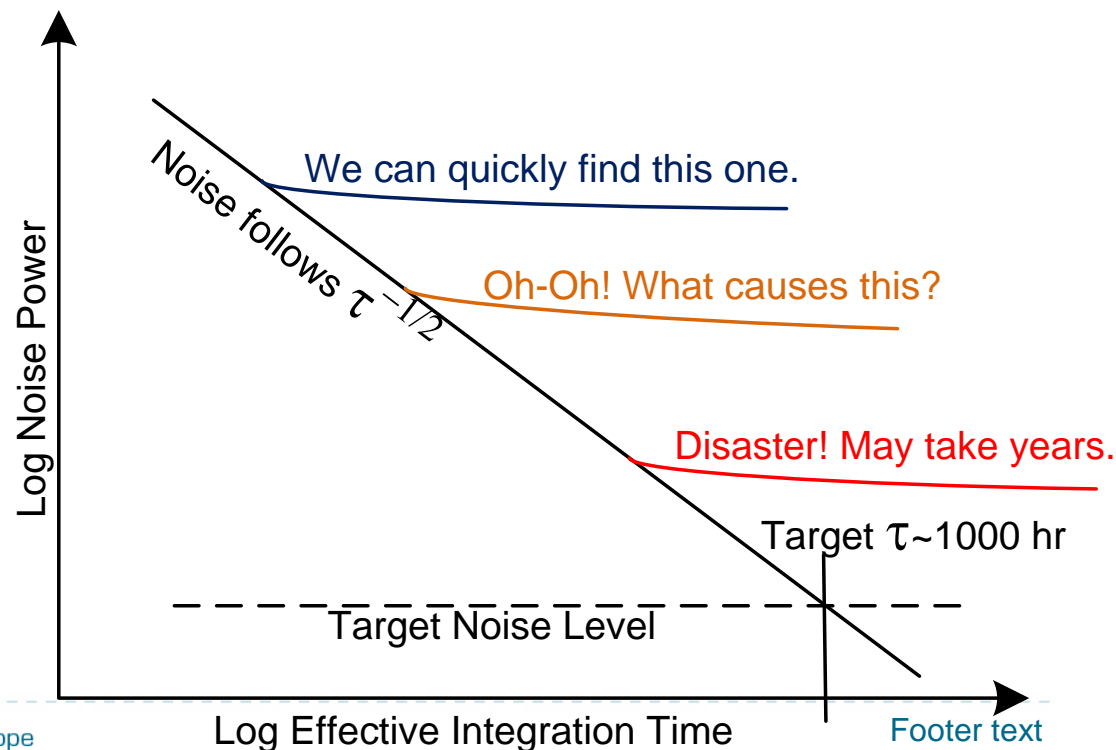 We can quickly find this one.
Noise follows τ −1/2
Oh-Oh! What causes this?
Log Noise Power
Disaster! May take years.
Target τ~1000 hr
Target Noise Level
Log Effective Integration Time
Footer text
ope